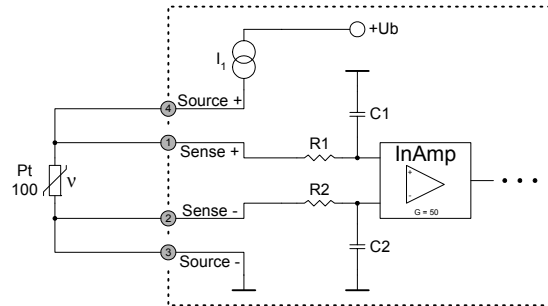 +Ub
I1
4 Source +
C1
1 Sense +
R1
InAmp
+
-
G = 50
Pt
100
ν
R2
2 Sense -
C2
3 Source -